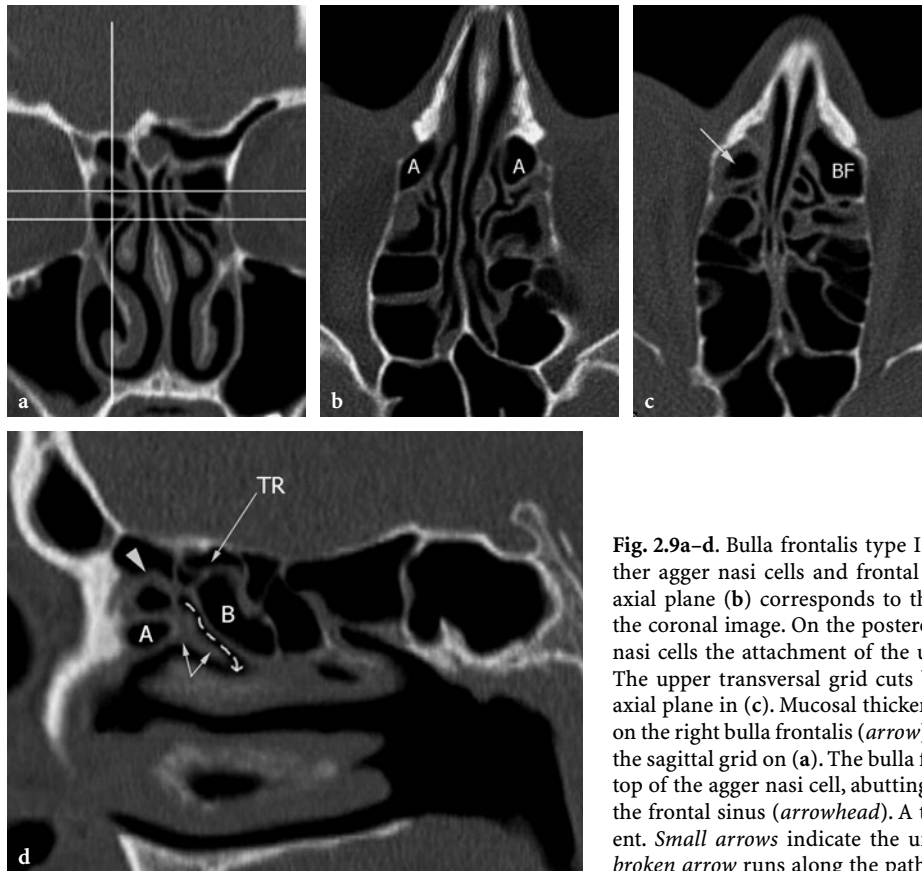 a
b
A
A
c
BF
TR
B
A
d
Fig. 2.9a–d. Bulla frontalis type I
ther agger nasi cells and frontal
axial plane (b) corresponds to th
the coronal image. On the poster
nasi cells the attachment of the u
The upper transversal grid cuts
axial plane in (c). Mucosal thicker
on the right bulla frontalis (arrow
the sagittal grid on (a). The bulla f
top of the agger nasi cell, abutting
the frontal sinus (arrowhead). A t
ent. Small arrows indicate the u
broken arrow runs along the path